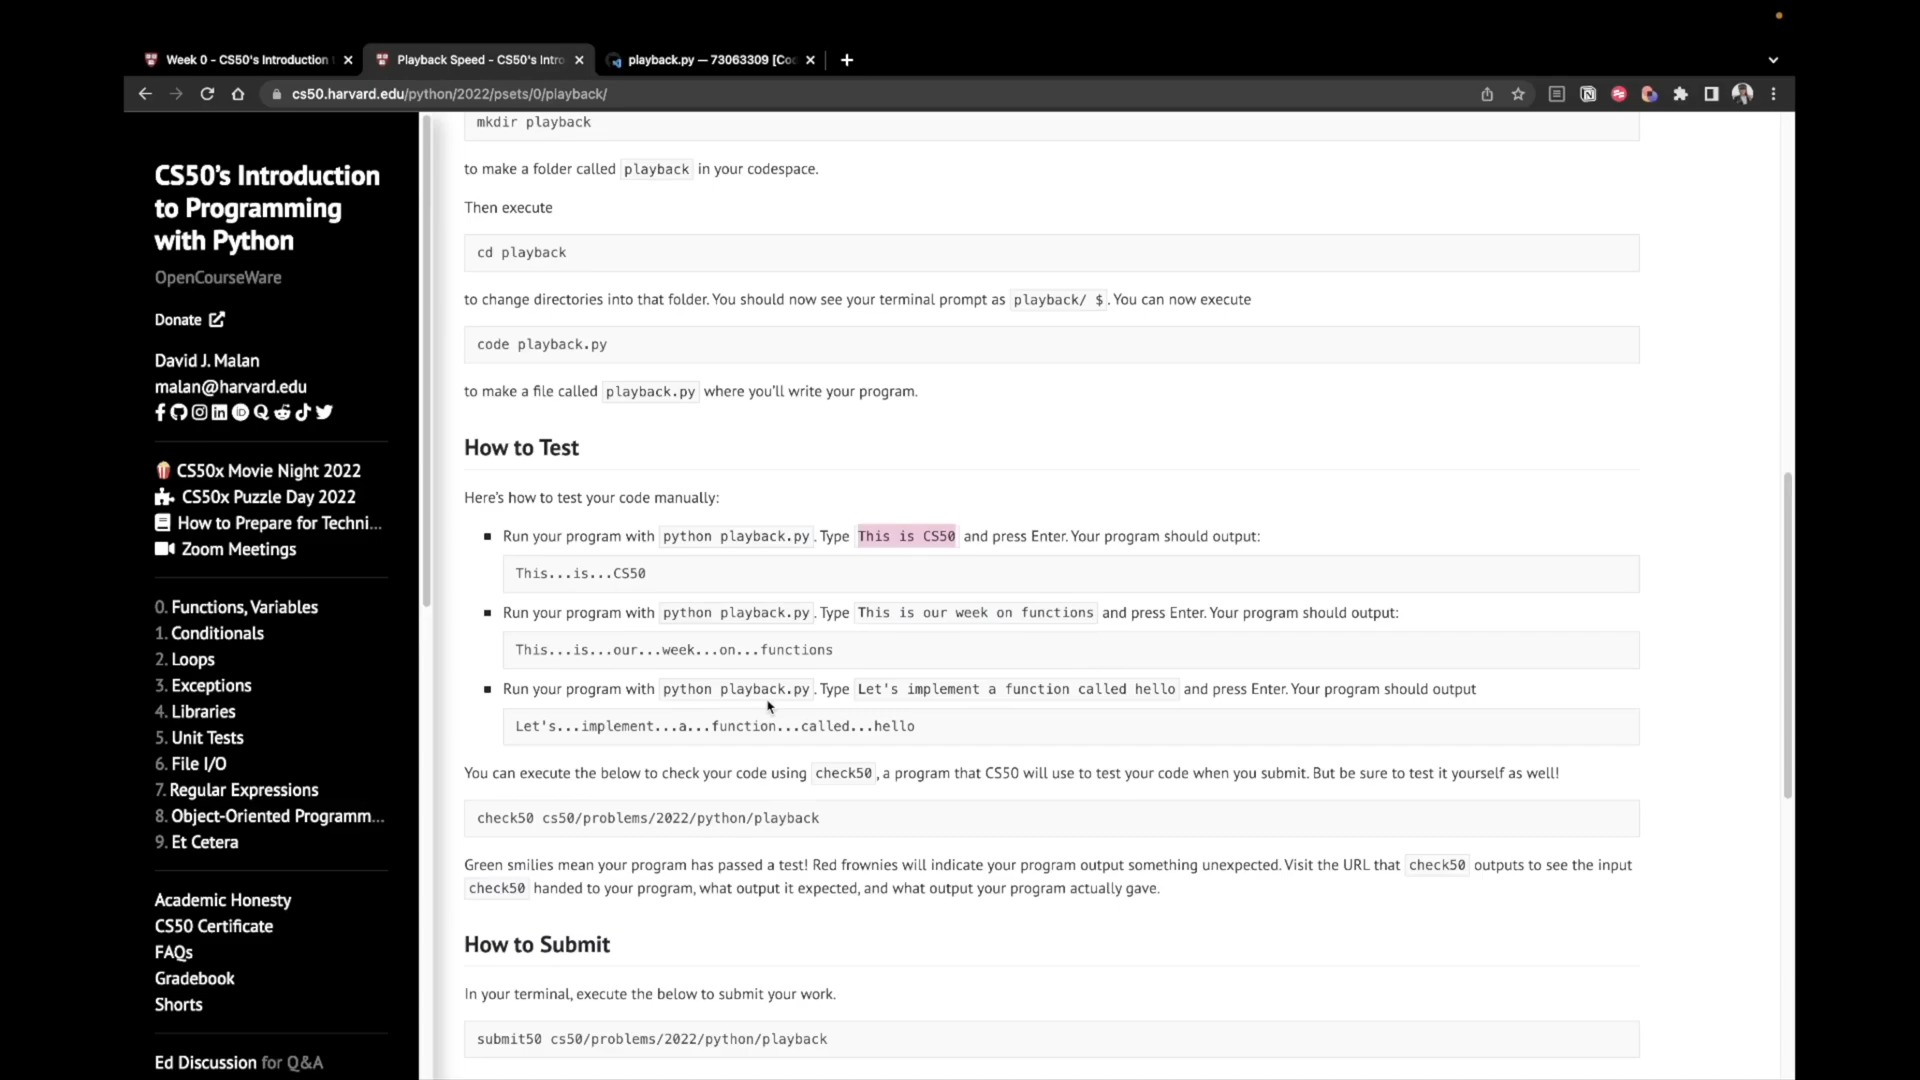 Week 0 - CS50's Introduction
Playback Speed - CS50's Intro
playback.py — 73063309 [Co
cs50.harvard.edu/python/2022/psets/0/playback/
CS50's Introduction
to Programming
with Python
OpenCourseWare
Donate
David J. Malan
malan@harvard.edu
CS50x Movie Night 2022
CS50x Puzzle Day 2022
How to Prepare for Techni...
Zoom Meetings
0. Functions, Variables
1. Conditionals
2. Loops
3. Exceptions
4. Libraries
5. Unit Tests
6. File I/O
7. Regular Expressions
8. Object-Oriented Programm...
9. Et Cetera
Academic Honesty
CS50 Certificate
FAQs
Gradebook
Shorts
Ed Discussion for Q&A
mkdir playback
to make a folder called playback in your codespace.
Then execute
cd playback
to change directories into that folder. You should now see your terminal prompt as playback/ $. You can now execute
code playback.py
to make a file called playback.py where you'll write your program.
How to Test
Here's how to test your code manually:
Run your program with python playback.py. Type This is CS50 and press Enter. Your program should output:
This...is...CS50
Run your program with python playback.py. Type This is our week on functions and press Enter. Your program should output:
This...is...our...week...on...functions
Run your program with python playback.py. Type Let's implement a function called hello and press Enter. Your program should output
Let's...implement...a...function...called...hello
You can execute the below to check your code using check50, a program that CS50 will use to test your code when you submit. But be sure to test it yourself as well!
check50 cs50/problems/2022/python/playback
Green smilies mean your program has passed a test! Red frownies will indicate your program output something unexpected. Visit the URL that check50 outputs to see the input
check50 handed to your program, what output it expected, and what output your program actually gave.
How to Submit
In your terminal, execute the below to submit your work.
submit50 cs50/problems/2022/python/playback